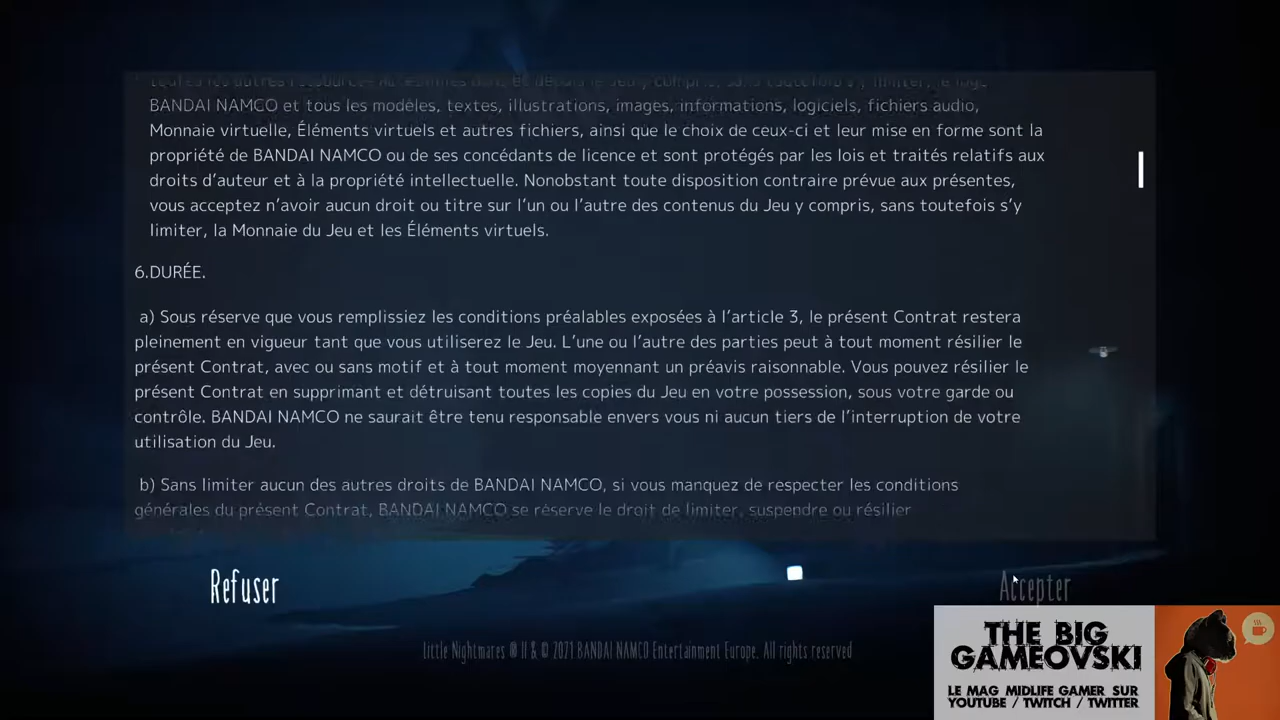 BANDAI NAMCO et tous les modèles, textes, illustrations, images, informations, logiciels, fichiers audio,
Monnaie virtuelle, Éléments virtuels et autres fichiers, ainsi que le choix de ceux-ci et leur mise en forme sont la
propriété de BANDAI NAMCO ou de ses concédants de licence et sont protégés par les lois et traités relatifs aux
droits d'auteur et à la propriété intellectuelle. Nonobstant toute disposition contraire prévue aux présentes,
vous acceptez n'avoir aucun droit ou titre sur l'un ou l'autre des contenus du Jeu y compris, sans toutefois s'y
limiter, la Monnaie du Jeu et les Éléments virtuels.
6.DURÉE.
a) Sous réserve que vous remplissiez les conditions préalables exposées à l'article 3, le présent Contrat restera
pleinement en vigueur tant que vous utiliserez le Jeu. L'une ou l'autre des parties peut à tout moment résilier le
présent Contrat, avec ou sans motif et à tout moment moyennant un préavis raisonnable. Vous pouvez résilier le
présent Contrat en supprimant et détruisant toutes les copies du Jeu en votre possession, sous votre garde ou
contrôle. BANDAI NAMCO ne saurait être tenu responsable envers vous ni aucun tiers de l'interruption de votre
utilisation du Jeu.
b) Sans limiter aucun des autres droits de BANDAI NAMCO, si vous manquez de respecter les conditions
générales du présent Contrat, BANDAI NAMCO se réserve le droit de limiter, suspendre ou résilier
Refuser
Accepter
Little Nightmares ® II & © 2021 BANDAI NAMCO Entertainment Europe. All rights reserved
THE BIG
GAMEOVSKI
LE MAG MIDLIFE GAMER SUR
YOUTUBE / TWITCH / TWITTER